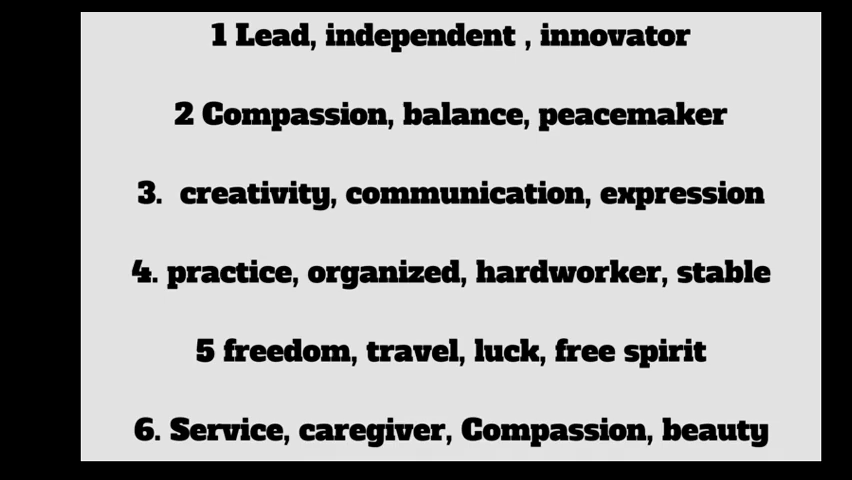 1 Lead, independent , innovator
2 Compassion, balance, peacemaker
3. creativity, communication, expression
4. practice, organized, hardworker, stable
5 freedom, travel, luck, free spirit
6. Service, caregiver, Compassion, beauty